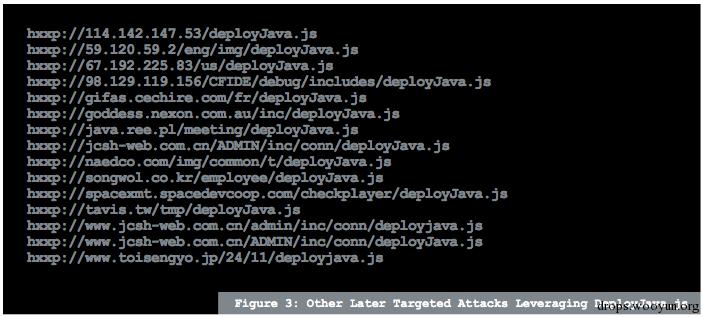 hxxp://114.142.147.53/deployJava.js
hxxp://59.120.59.2/eng/img/deployJava.js
hxxp://67.192.225.83/us/deployJava.js
hxxp://98.129.119.156/CFIDE/debug/includes/deployJava.js
hxxp://gifas.cechire.com/fr/deployJava.js
hxxp://goddess.nexon.com.au/inc/deployJava.js
hxxp://java.ree.pl/meeting/deployJava.js
hxxp://jcsh-web.com.cn/ADMIN/inc/conn/deployJava.js
hxxp://naedco.com/img/common/t/deployJava.js
hxxp://songwol.co.kr/employee/deployJava.js
hxxp://spacexmt.spacedevcoop.com/checkplayer/deployJava.js
hxxp://tavis.tw/tmp/deployJava.js
hxxp://www.jcsh-web.com.cn/admin/inc/conn/deployjava.js
hxxp://www.jcsh-web.com.cn/ADMIN/inc/conn/deployJava.js
hxxp://www.toisengyo.jp/24/11/deployjava.js
Figure 3: Other Later Targeted Attacks Leveraging DeployJava.js
drops.wooyun.org